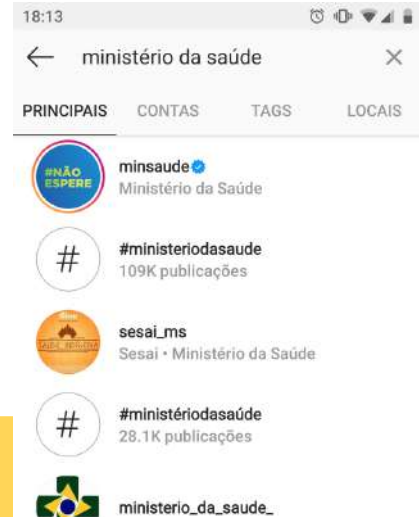 18:13
ministério da saúde
PRINCIPAIS CONTAS TAGS LOCAIS
#NÃO
ESPERE
minsaude
Ministério da Saúde
#
#ministeriodasaude
109K publicações
sesai_ms
Sesai • Ministério da Saúde
#
#ministériodasaúde
28.1K publicações
ministerio_da_saude_